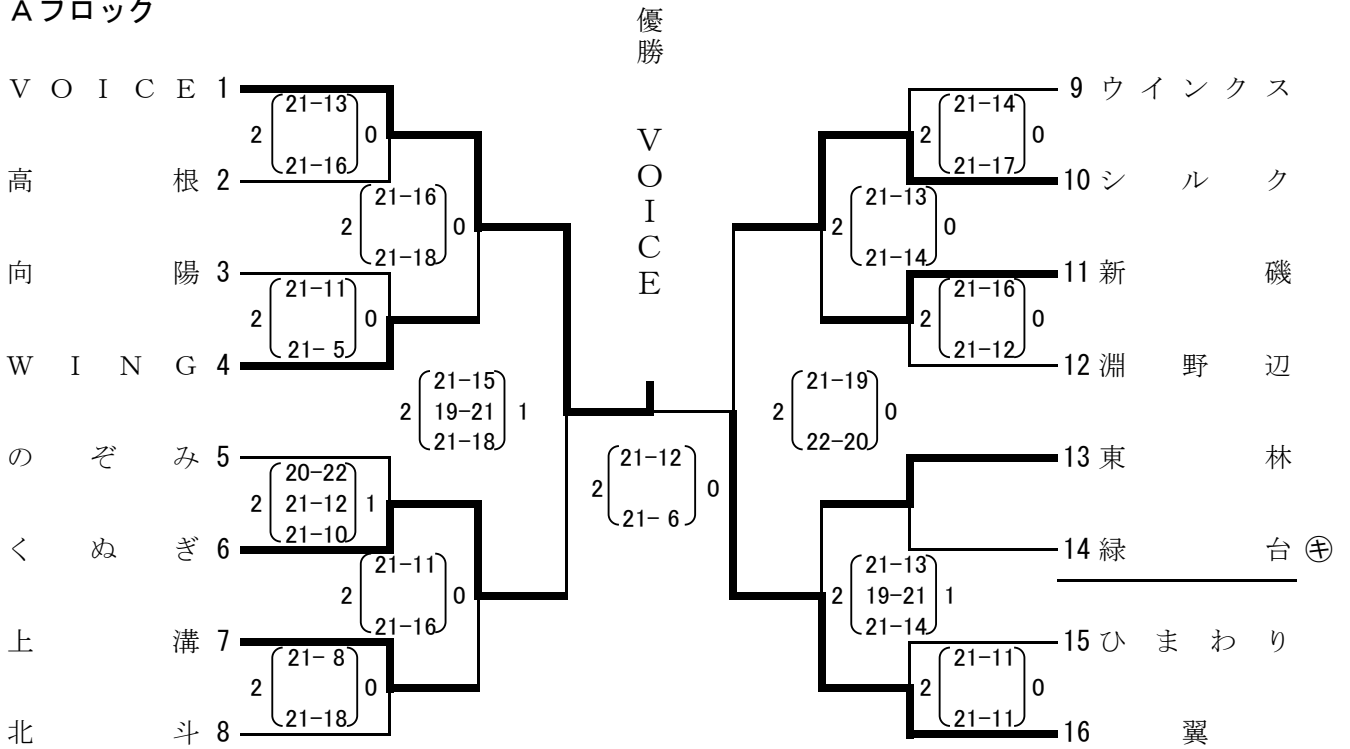 Aブロック
優勝 VOICE
VOICE 1
21-13
2 0
21-16
高根 2
21-16
2 0
21-18
向陽 3
21-11
2 0
21- 5
WING 4
21-15
2 19-21 1
21-18
のぞみ 5
20-22
2 21-12 1
21-10
くぬぎ 6
21-11
2 0
21-16
上溝 7
21- 8
2 0
21-18
北斗 8
21-12
2 0
21- 6
9 ウインクス
21-14
2 0
21-17
10 シルク
21-13
2 0
21-14
11 新磯
21-16
2 0
21-12
12 淵野辺
21-19
2 0
22-20
13 東林
14 緑台 ㋖
21-13
2 19-21 1
21-14
15 ひまわり
21-11
2 0
21-11
16 翼